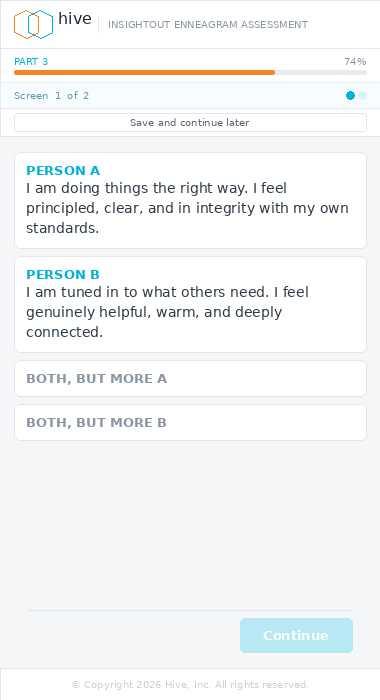 hive
INSIGHTOUT ENNEAGRAM ASSESSMENT
PART 3
74%
Screen 1 of 2
Save and continue later
PERSON A
I am doing things the right way. I feel
principled, clear, and in integrity with my own
standards.
PERSON B
I am tuned in to what others need. I feel
genuinely helpful, warm, and deeply
connected.
BOTH, BUT MORE A
BOTH, BUT MORE B
Continue
© Copyright 2026 Hive, Inc. All rights reserved.